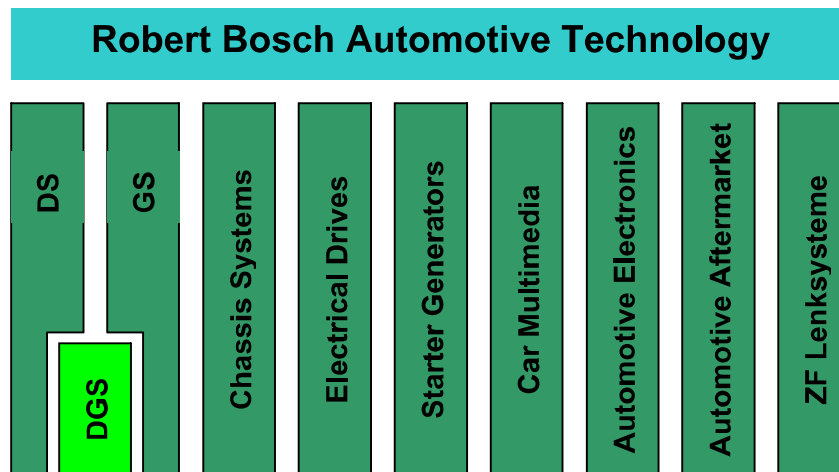 Robert Bosch Automotive Technology
DS
GS
DGS
Chassis Systems
Electrical Drives
Starter Generators
Car Multimedia
Automotive Electronics
Automotive Aftermarket
ZF Lenksysteme